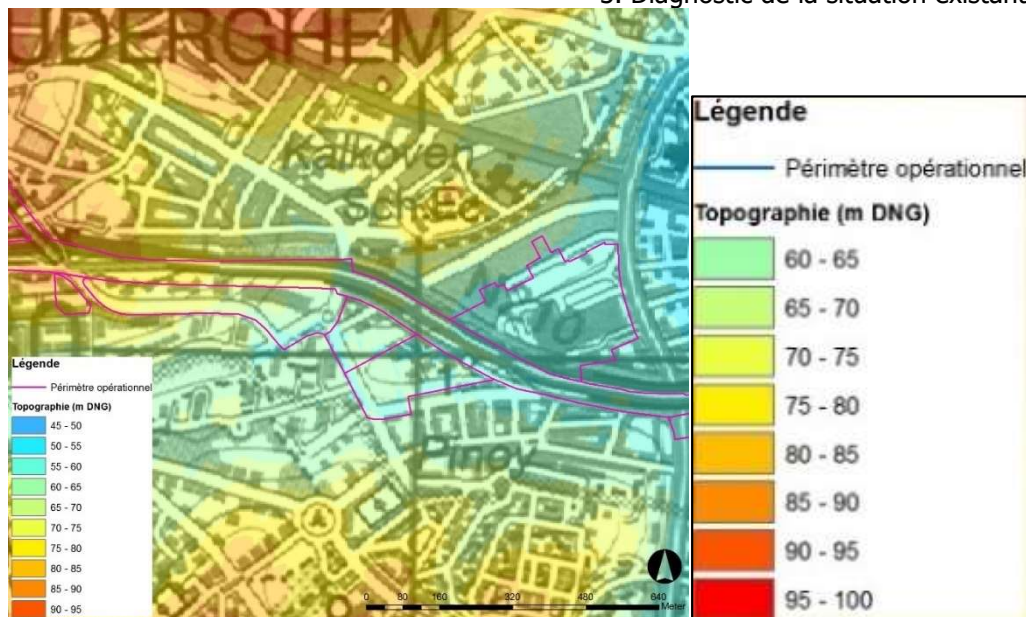 3. Diagnostic de la situation existant
UDERGHEM
Kalkoven
Sch.Ec.
Pinoy
Légende
Périmètre opérationnel
Topographie (m DNG)
45 - 50
50 - 55
55 - 60
60 - 65
65 - 70
70 - 75
75 - 80
80 - 85
85 - 90
90 - 95
0 80 160 320 480 640
Meter
Légende
Périmètre opérationnel
Topographie (m DNG)
60 - 65
65 - 70
70 - 75
75 - 80
80 - 85
85 - 90
90 - 95
95 - 100